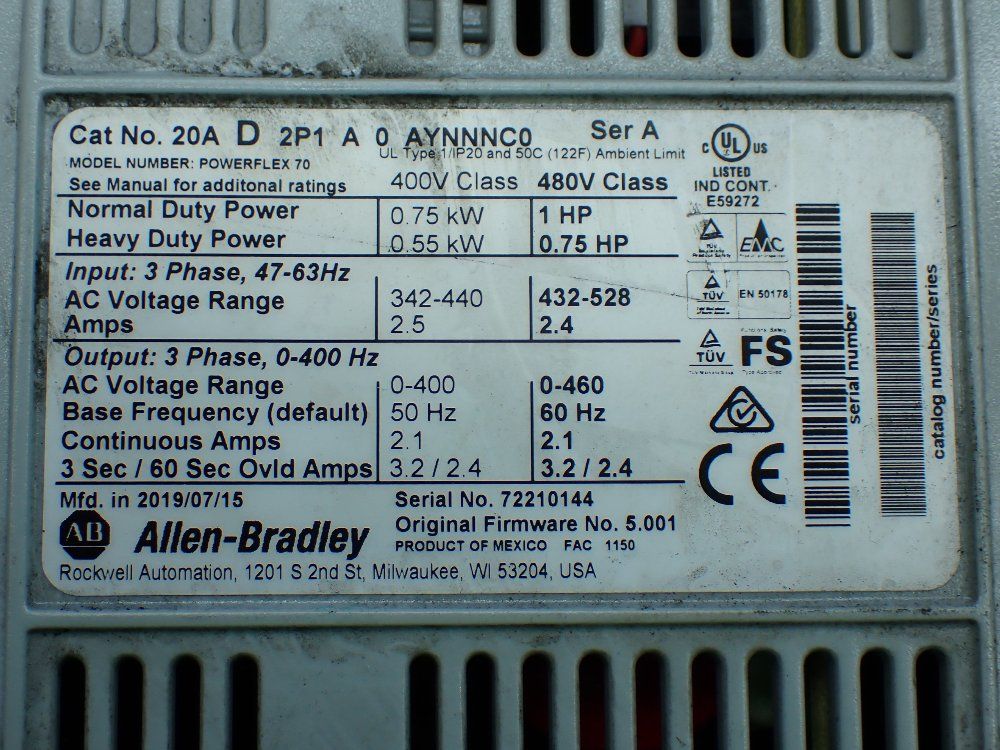 Cat No. 20A D 2P1 A 0 AYNNNC0 Ser A
UL Type 1/IP20 and 50C (122F) Ambient Limit
MODEL NUMBER: POWERFLEX 70
See Manual for additonal ratings 400V Class 480V Class
Normal Duty Power 0.75 kW 1 HP
Heavy Duty Power 0.55 kW 0.75 HP
Input: 3 Phase, 47-63Hz
AC Voltage Range 342-440 432-528
Amps 2.5 2.4
Output: 3 Phase, 0-400 Hz
AC Voltage Range 0-400 0-460
Base Frequency (default) 50 Hz 60 Hz
Continuous Amps 2.1 2.1
3 Sec / 60 Sec Ovld Amps 3.2 / 2.4 3.2 / 2.4
Mfd. in 2019/07/15 Serial No. 72210144
Original Firmware No. 5.001
AB Allen-Bradley PRODUCT OF MEXICO FAC 1150
Rockwell Automation, 1201 S 2nd St, Milwaukee, WI 53204, USA
C UL US
LISTED
IND CONT.
E59272
TÜV EMC
TÜV EN 50178
Functional Safety
TÜV FS
Type Approved
CE
serial number
catalog number/series